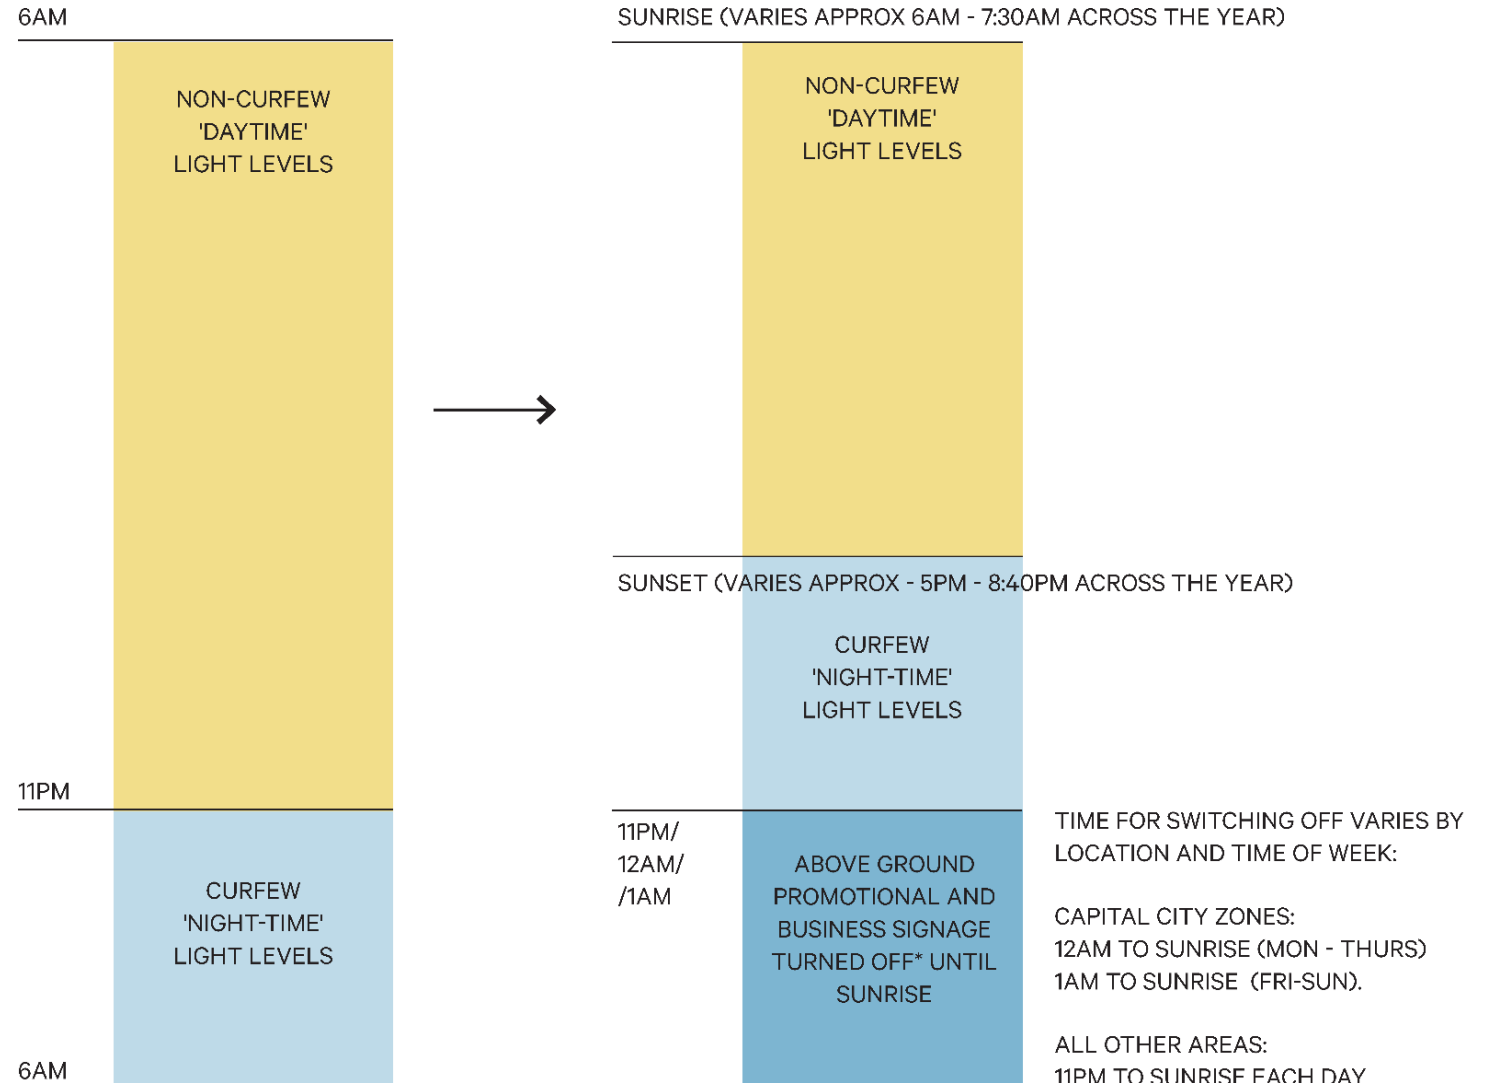 6AM
NON-CURFEW
'DAYTIME'
LIGHT LEVELS
11PM
CURFEW
'NIGHT-TIME'
LIGHT LEVELS
6AM
SUNRISE (VARIES APPROX 6AM - 7:30AM ACROSS THE YEAR)
NON-CURFEW
'DAYTIME'
LIGHT LEVELS
SUNSET (VARIES APPROX - 5PM - 8:40PM ACROSS THE YEAR)
CURFEW
'NIGHT-TIME'
LIGHT LEVELS
11PM/
12AM/
/1AM
ABOVE GROUND
PROMOTIONAL AND
BUSINESS SIGNAGE
TURNED OFF* UNTIL
SUNRISE
TIME FOR SWITCHING OFF VARIES BY
LOCATION AND TIME OF WEEK:
CAPITAL CITY ZONES:
12AM TO SUNRISE (MON - THURS)
1AM TO SUNRISE (FRI-SUN).
ALL OTHER AREAS:
11PM TO SUNRISE EACH DAY